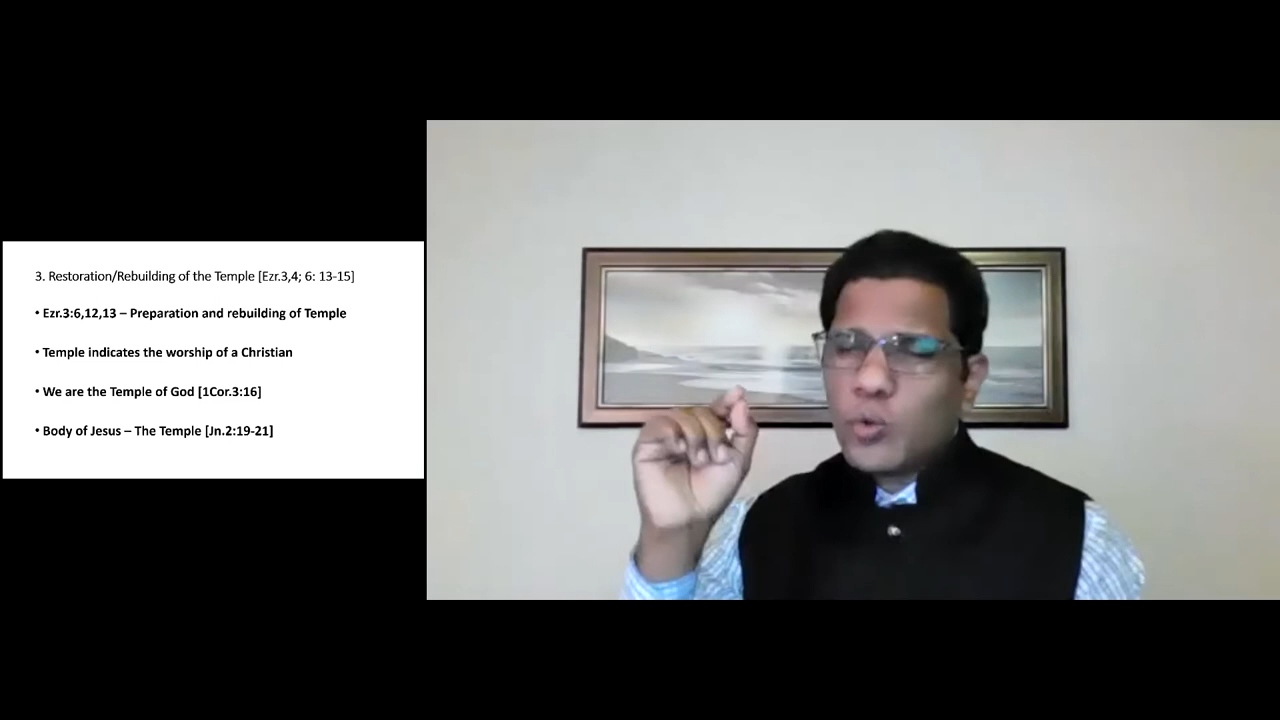 3. Restoration/Rebuilding of the Temple [Ezr.3,4; 6: 13-15]
• Ezr.3:6,12,13 – Preparation and rebuilding of Temple
• Temple indicates the worship of a Christian
• We are the Temple of God [1Cor.3:16]
• Body of Jesus – The Temple [Jn.2:19-21]